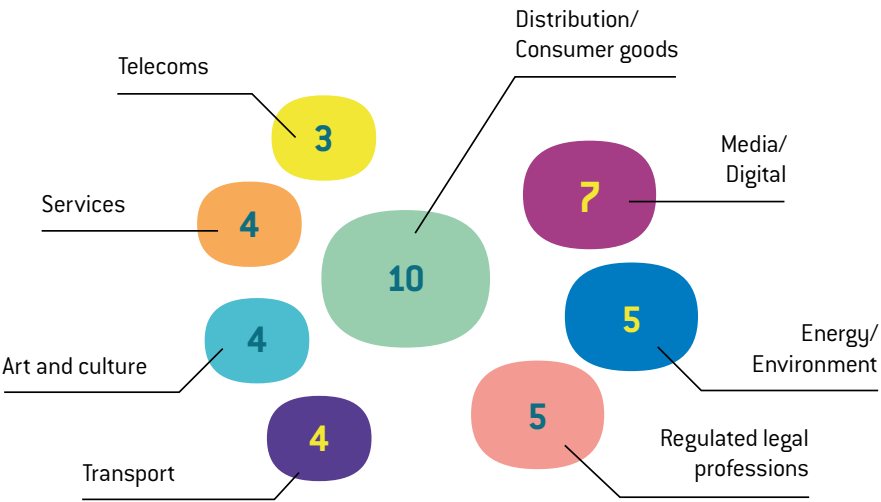 Distribution/
Consumer goods
10
Telecoms
3
Media/
Digital
7
Services
4
Energy/
Environment
5
Art and culture
4
Regulated legal
professions
5
Transport
4